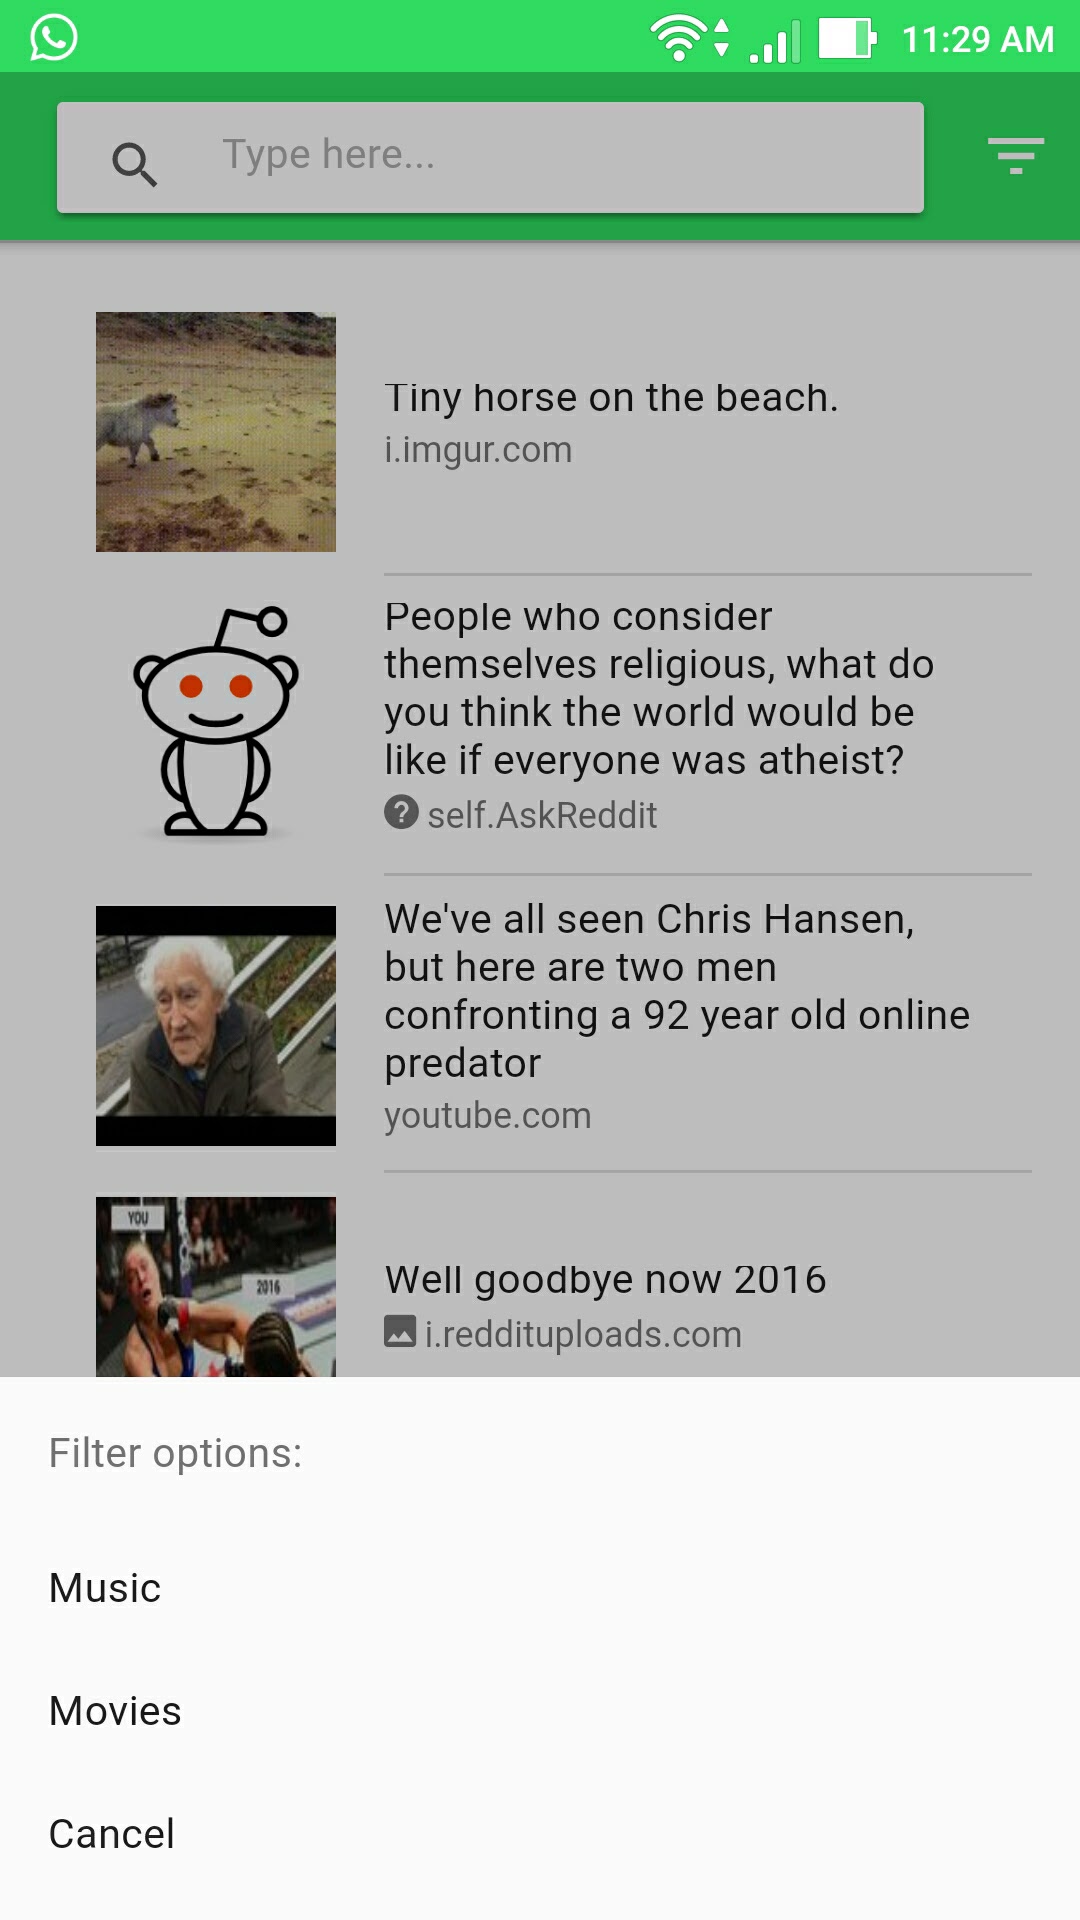 11:29 AM
Type here...
Tiny horse on the beach.
i.imgur.com
People who consider
themselves religious, what do
you think the world would be
like if everyone was atheist?
self.AskReddit
We've all seen Chris Hansen,
but here are two men
confronting a 92 year old online
predator
youtube.com
YOU
2016
Well goodbye now 2016
i.reddituploads.com
Filter options:
Music
Movies
Cancel